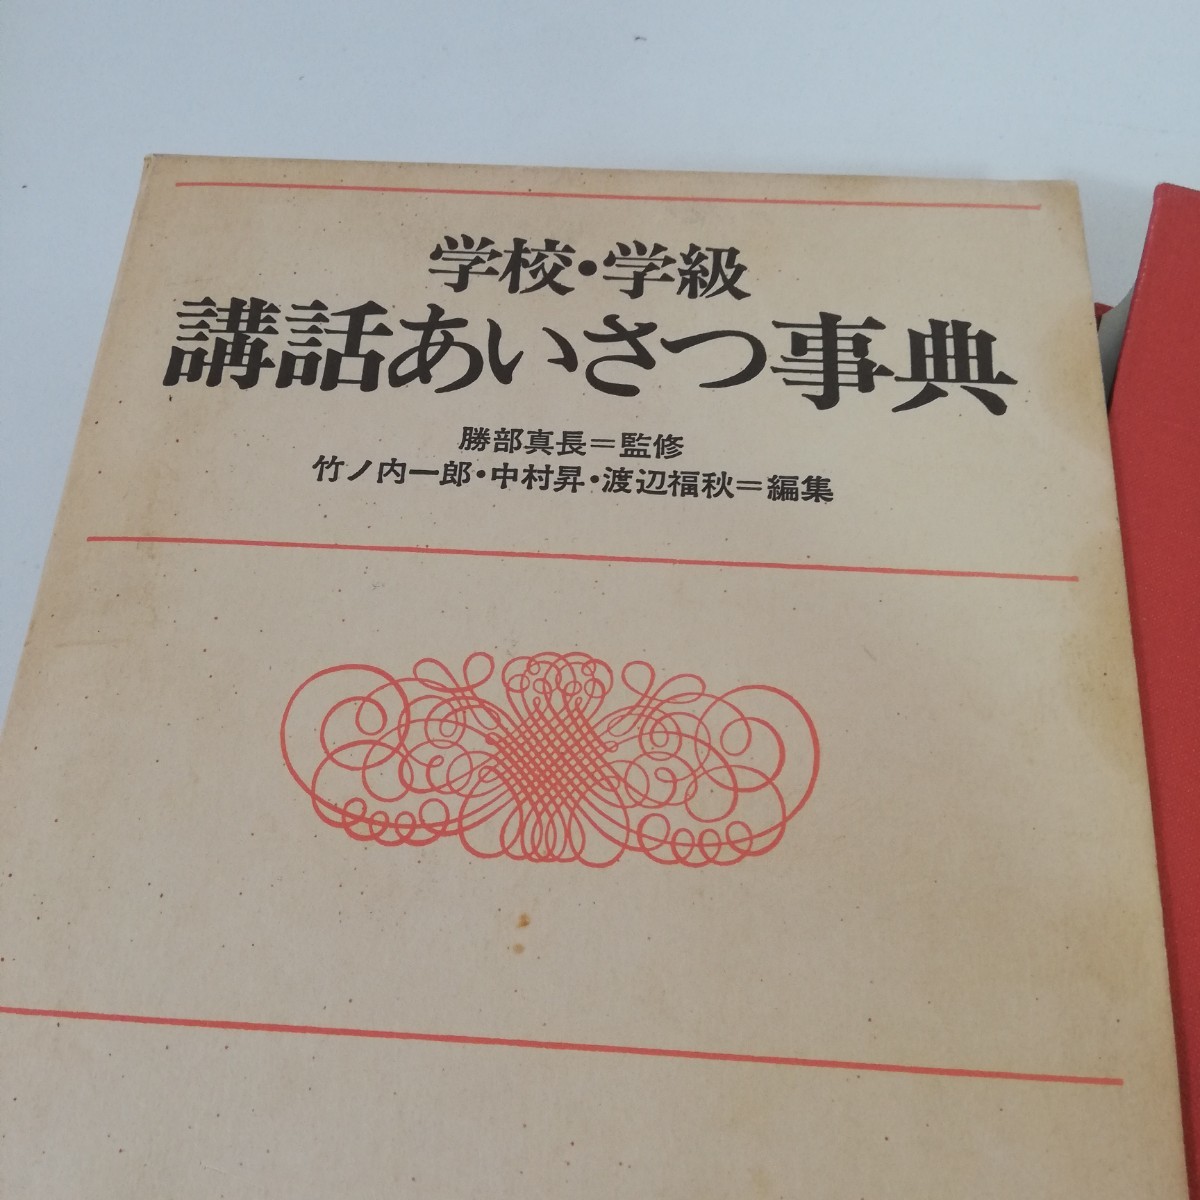 学校・学級
講話あいさつ事典
勝部真長＝監修
竹ノ内一郎・中村昇・渡辺福秋＝編集